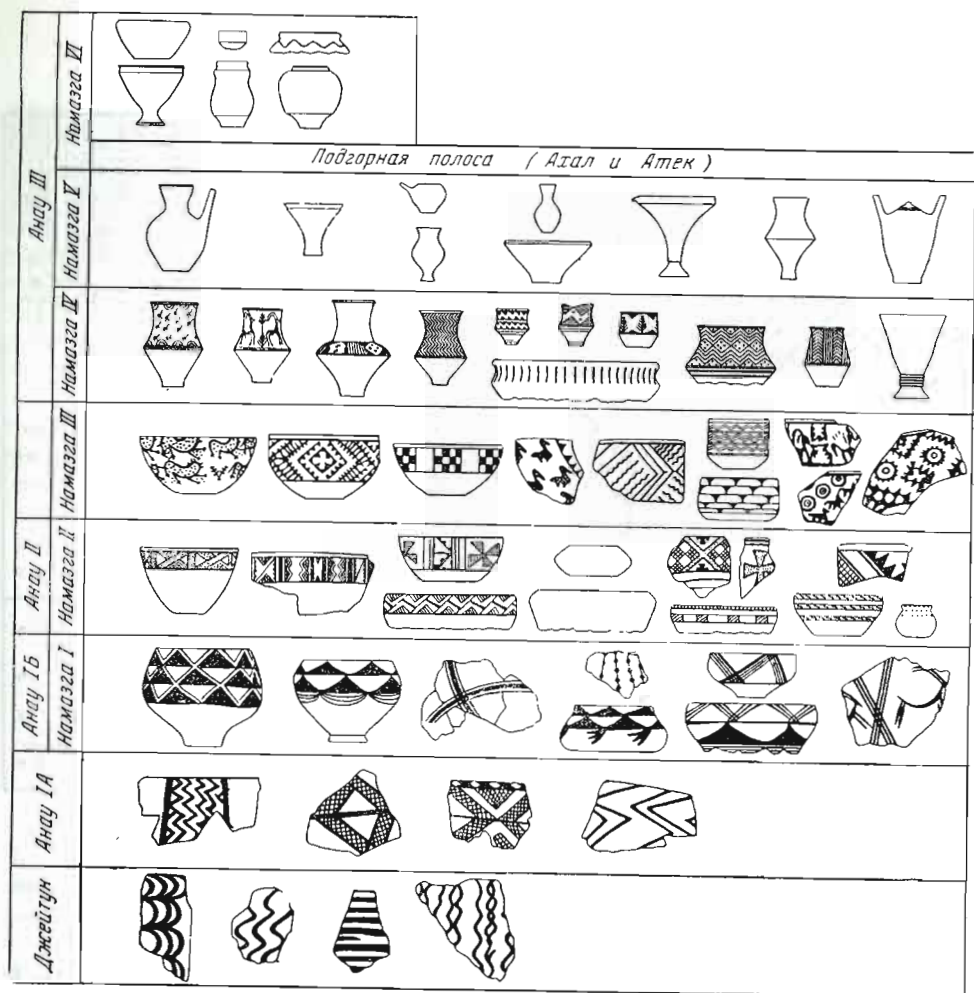 Анау III
Намазга VI
Подгорная полоса ( Ахал и Атек )
Намазга V
Намазга IV
Намазга III
Анау II
Намазга II
Анау IБ
Намазга I
Анау IА
Джейтун